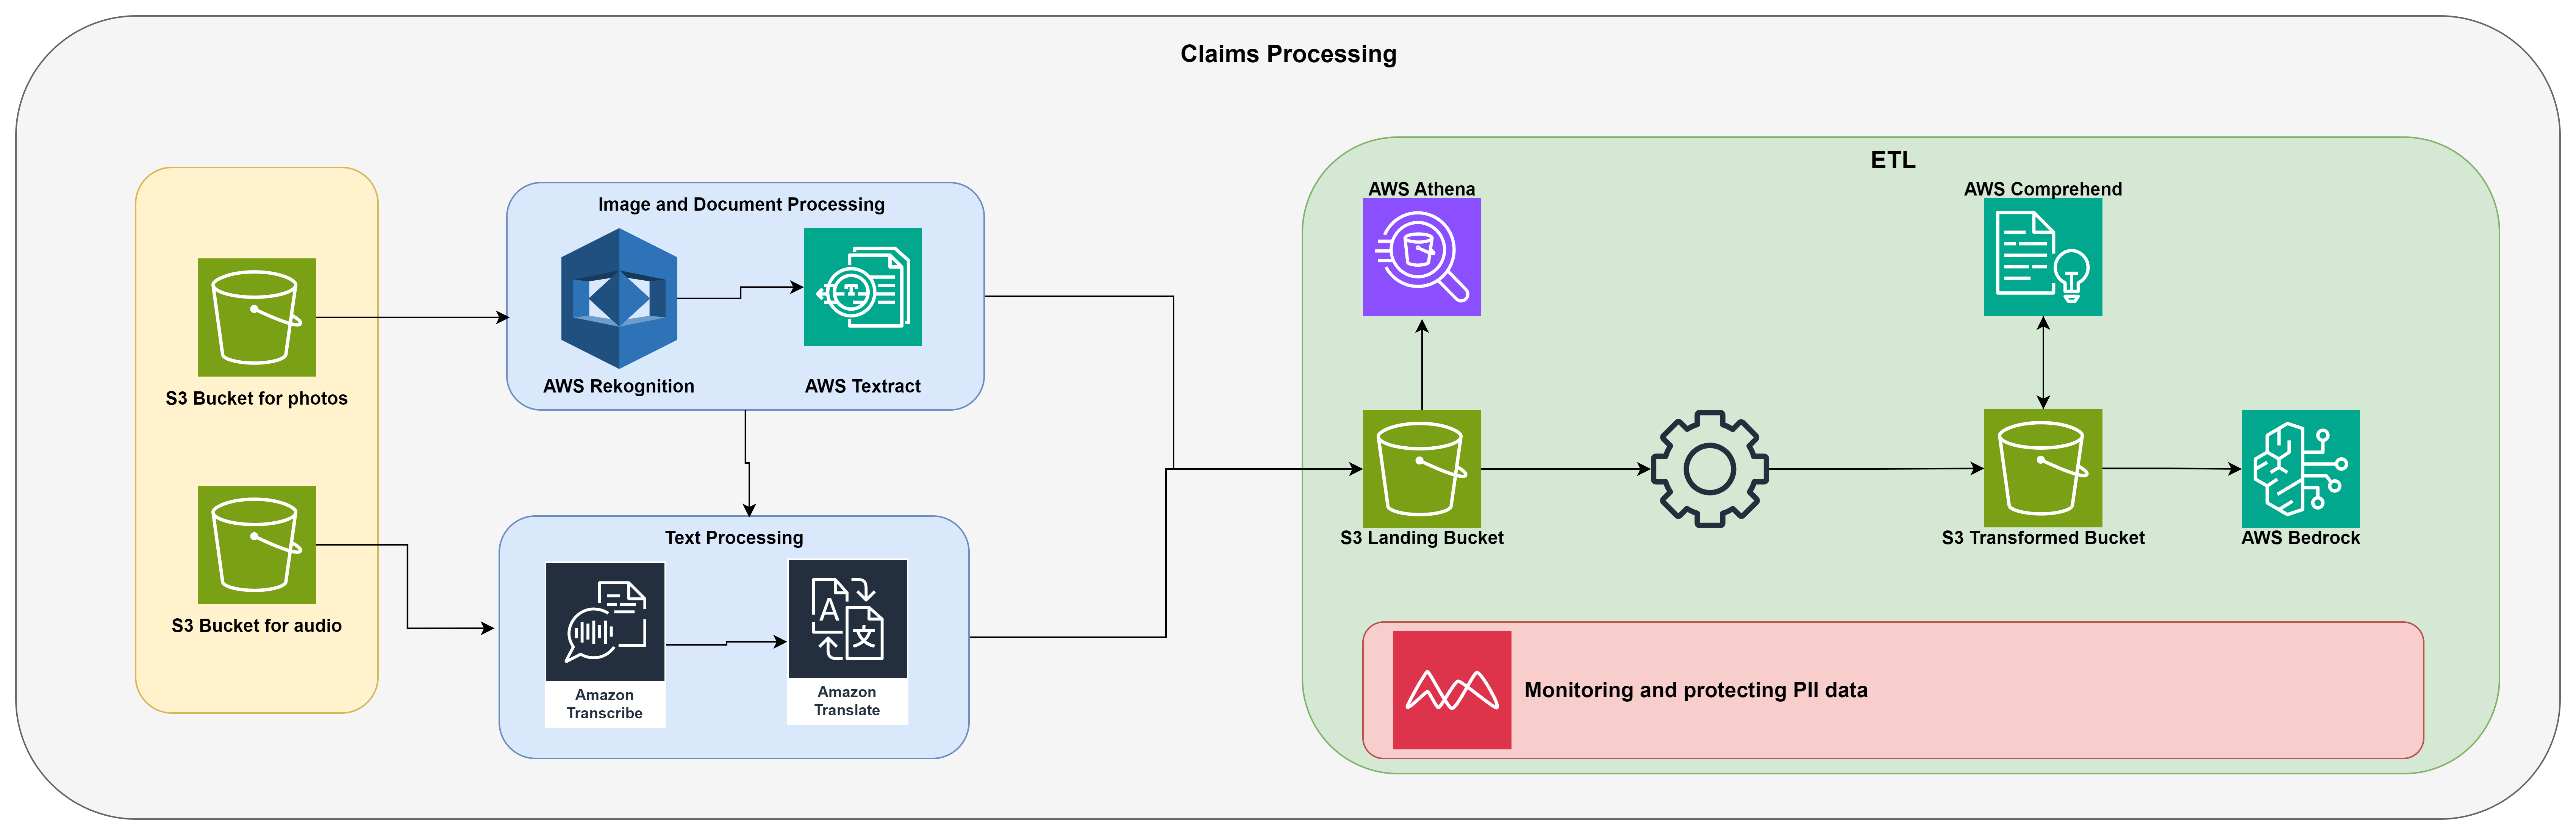 Claims Processing
S3 Bucket for photos
S3 Bucket for audio
Image and Document Processing
AWS Rekognition
AWS Textract
Text Processing
Amazon
Transcribe
A
文
Amazon
Translate
ETL
AWS Athena
AWS Comprehend
S3 Landing Bucket
S3 Transformed Bucket
AWS Bedrock
Monitoring and protecting PII data